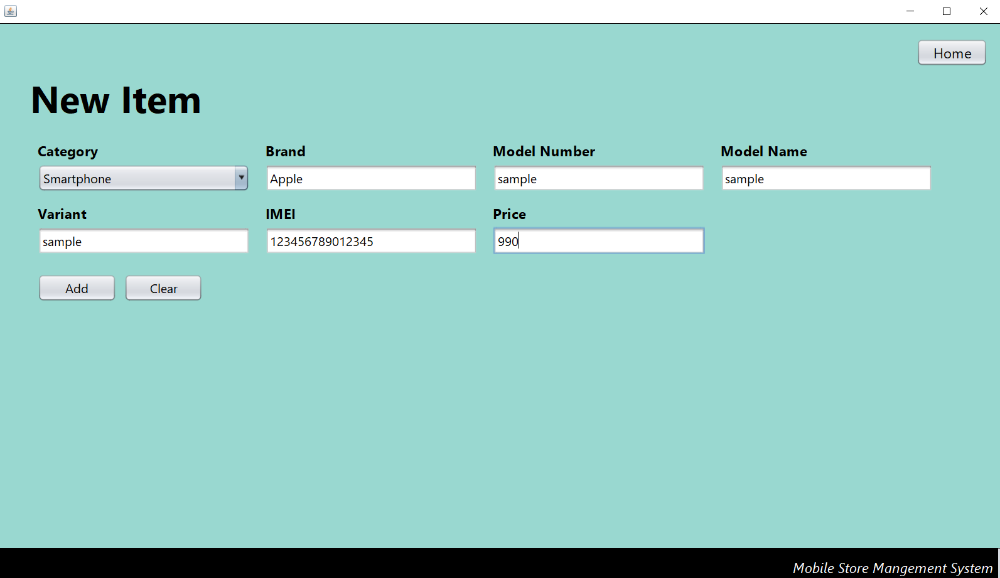 Home
New Item
Category Brand Model Number Model Name
Smartphone Apple sample sample
Variant IMEI Price
sample 123456789012345 990
Add Clear
Mobile Store Mangement System